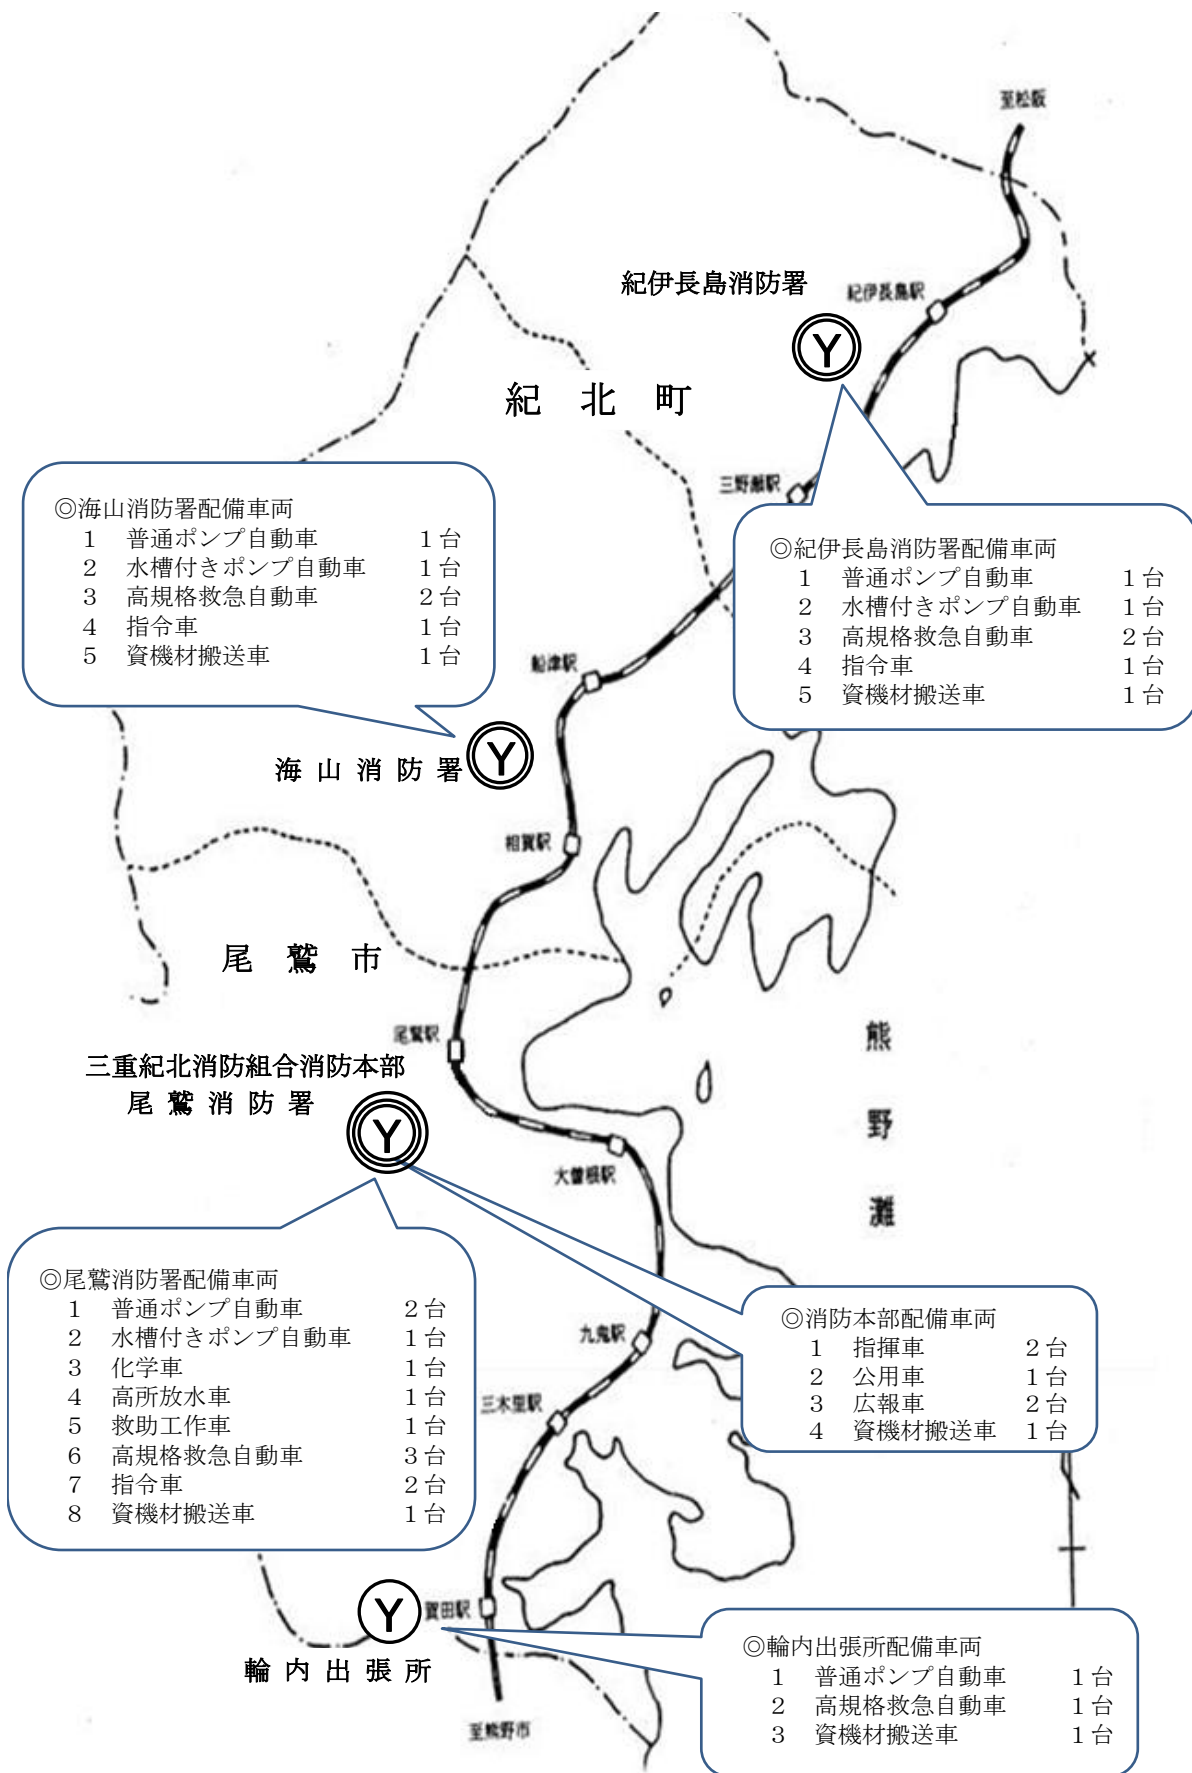 至松阪
紀伊長島消防署
紀伊長島駅
Y
紀北町
三野瀬駅
◎海山消防署配備車両
1 普通ポンプ自動車 1台
2 水槽付きポンプ自動車 1台
3 高規格救急自動車 2台
4 指令車 1台
5 資機材搬送車 1台
◎紀伊長島消防署配備車両
1 普通ポンプ自動車 1台
2 水槽付きポンプ自動車 1台
3 高規格救急自動車 2台
4 指令車 1台
5 資機材搬送車 1台
船津駅
Y
海山消防署
相賀駅
尾鷲市
尾鷲駅
熊野灘
三重紀北消防組合消防本部
尾鷲消防署
Y
大曽根駅
◎尾鷲消防署配備車両
1 普通ポンプ自動車 2台
2 水槽付きポンプ自動車 1台
3 化学車 1台
4 高所放水車 1台
5 救助工作車 1台
6 高規格救急自動車 3台
7 指令車 2台
8 資機材搬送車 1台
◎消防本部配備車両
1 指揮車 2台
2 公用車 1台
3 広報車 2台
4 資機材搬送車 1台
九鬼駅
三木里駅
Y
賀田駅
輪内出張所
◎輪内出張所配備車両
1 普通ポンプ自動車 1台
2 高規格救急自動車 1台
3 資機材搬送車 1台
至熊野市